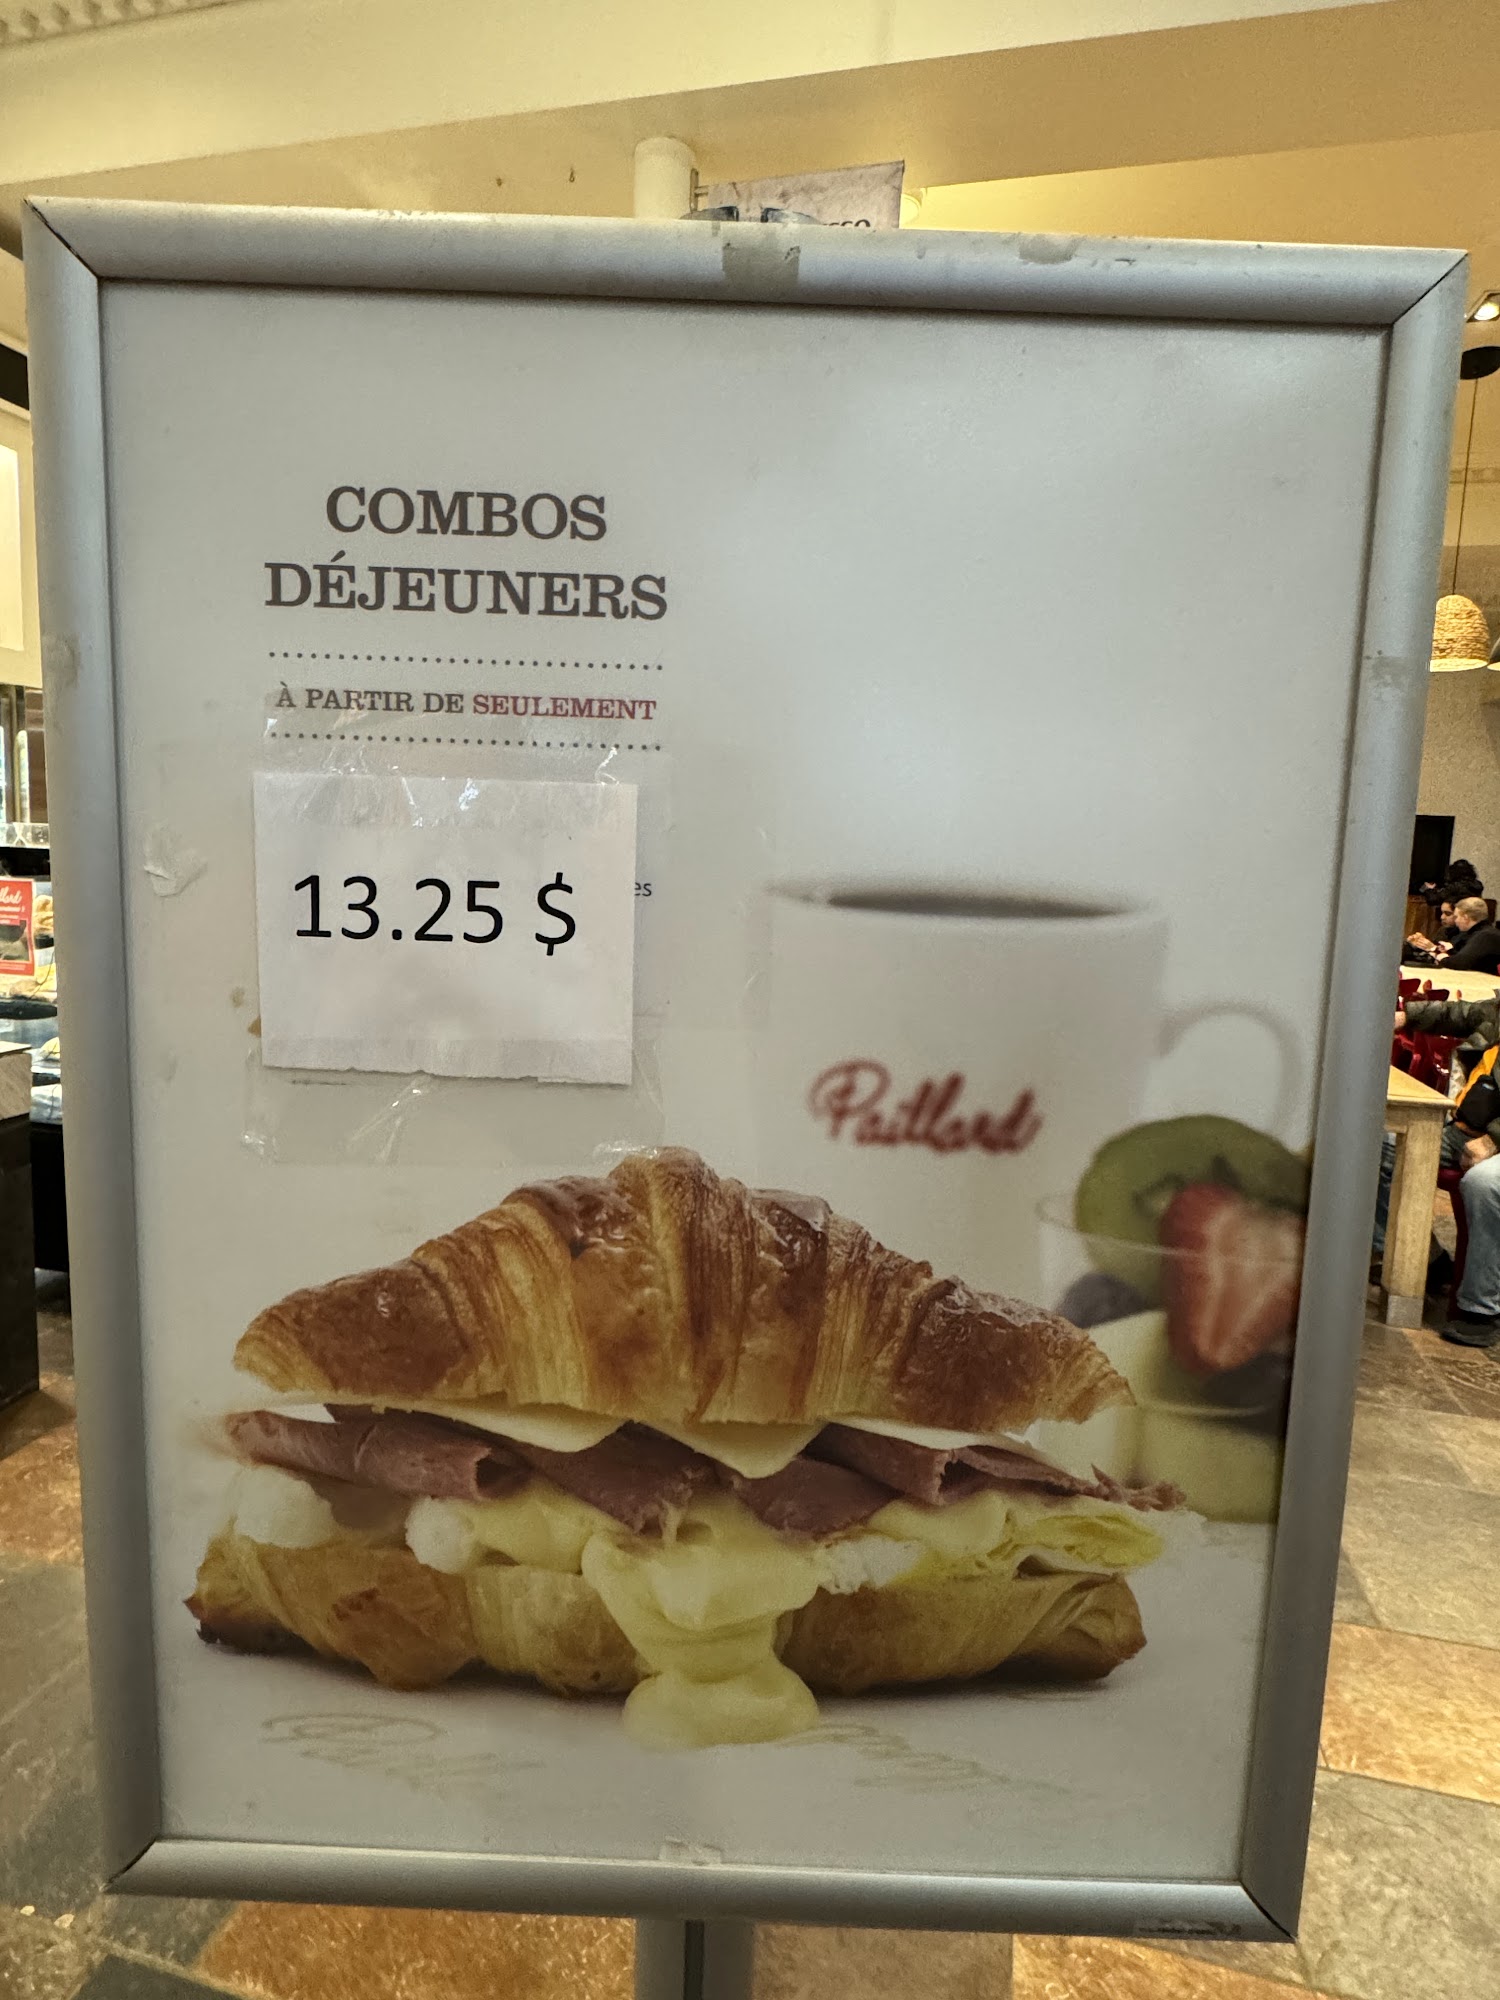 COMBOS
DÉJEUNERS
À PARTIR DE SEULEMENT
13.25 $
Paillard